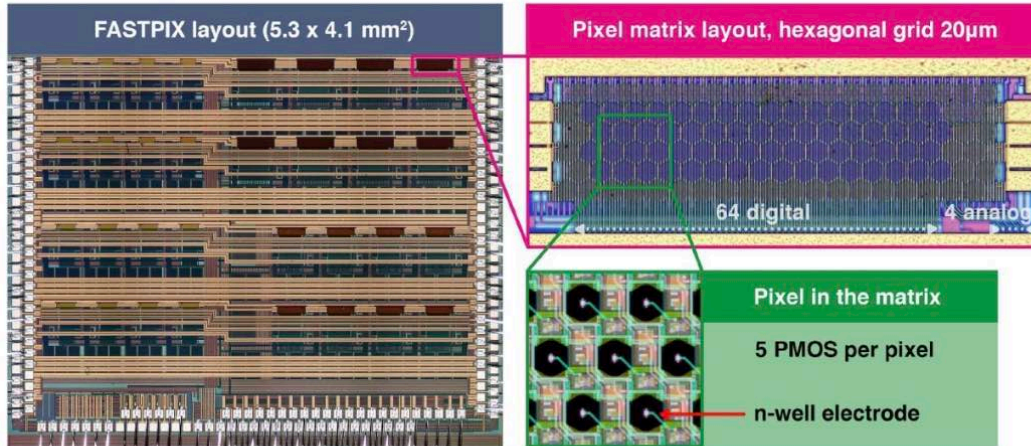 FASTPIX layout (5.3 x 4.1 mm²)
Pixel matrix layout, hexagonal grid 20µm
64 digital
4 analog
Pixel in the matrix
5 PMOS per pixel
n-well electrode